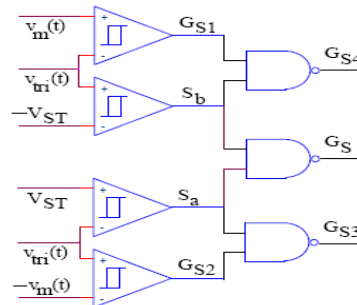 v_m(t)
G_S1
+
-
G_S4
v_tri(t)
+
S_b
−V_ST
-
G_S
V_ST
+
S_a
-
v_tri(t)
G_S3
+
G_S2
−v_m(t)
-